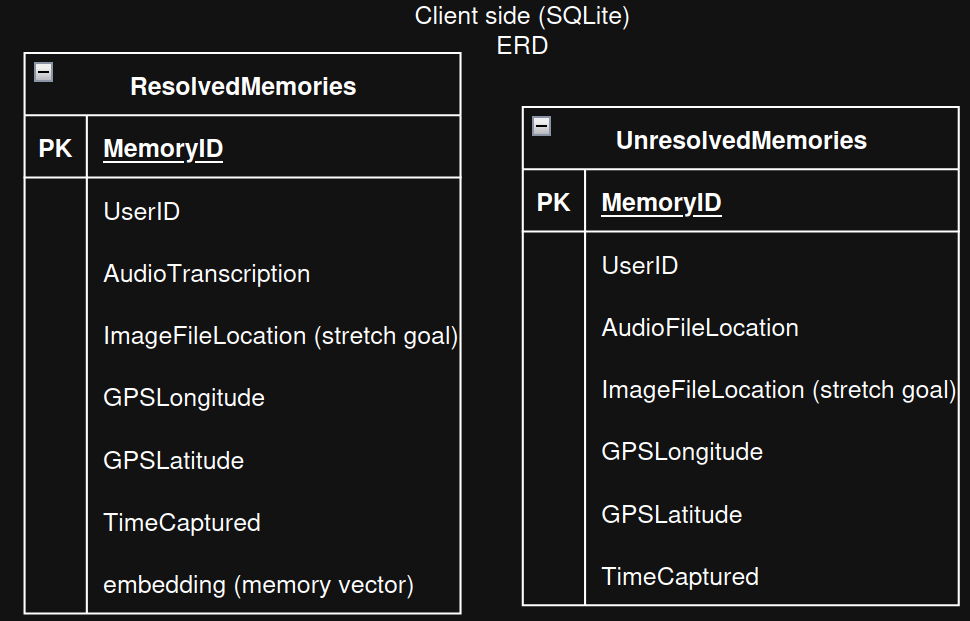 Client side (SQLite)
ERD
ResolvedMemories
PK MemoryID
UserID
AudioTranscription
ImageFileLocation (stretch goal)
GPSLongitude
GPSLatitude
TimeCaptured
embedding (memory vector)
UnresolvedMemories
PK MemoryID
UserID
AudioFileLocation
ImageFileLocation (stretch goal)
GPSLongitude
GPSLatitude
TimeCaptured